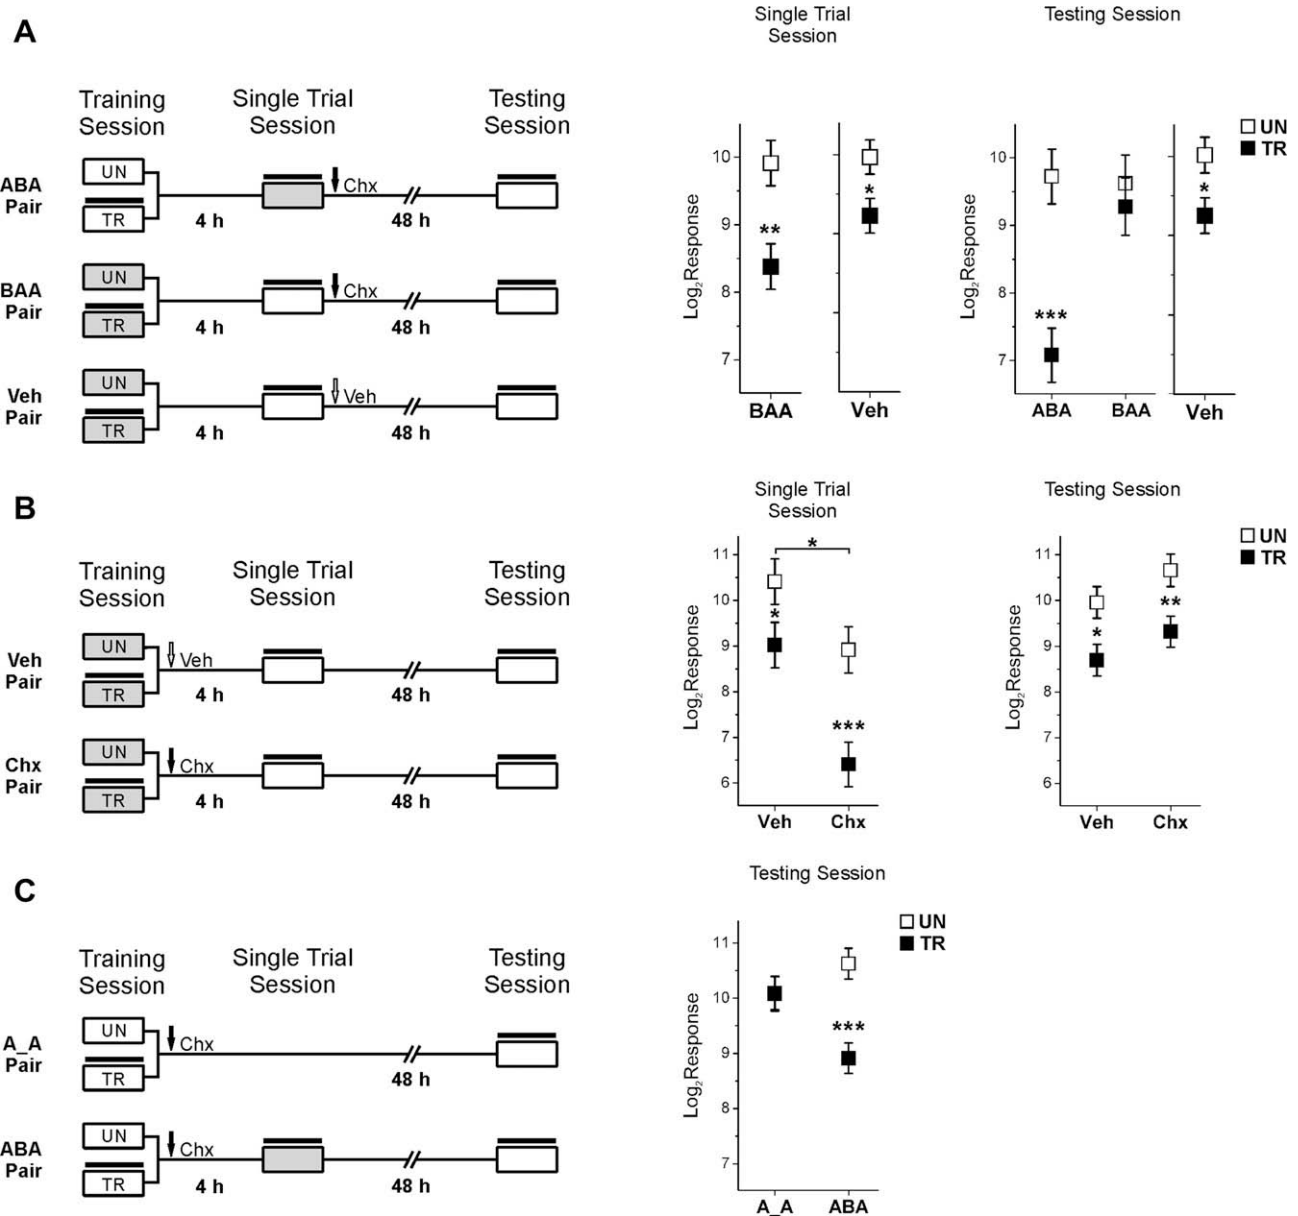 A
Training
Session
Single Trial
Session
Testing
Session
ABA
Pair
UN
TR
4 h
Chx
48 h
BAA
Pair
UN
TR
4 h
Chx
48 h
Veh
Pair
UN
TR
4 h
Veh
48 h
Single Trial
Session
Log2Response
10
9
8
7
**
*
BAA
Veh
Testing Session
Log2Response
10
9
8
7
***
*
ABA
BAA
Veh
UN
TR
B
Training
Session
Single Trial
Session
Testing
Session
Veh
Pair
UN
TR
Veh
4 h
48 h
Chx
Pair
UN
TR
Chx
4 h
48 h
Single Trial
Session
Log2Response
11
10
9
8
7
6
*
*
***
Veh
Chx
Testing Session
Log2Response
11
10
9
8
7
6
*
**
Veh
Chx
UN
TR
C
Training
Session
Single Trial
Session
Testing
Session
A_A
Pair
UN
TR
Chx
48 h
ABA
Pair
UN
TR
Chx
4 h
48 h
Testing Session
Log2Response
11
10
9
8
7
***
A_A
ABA
UN
TR